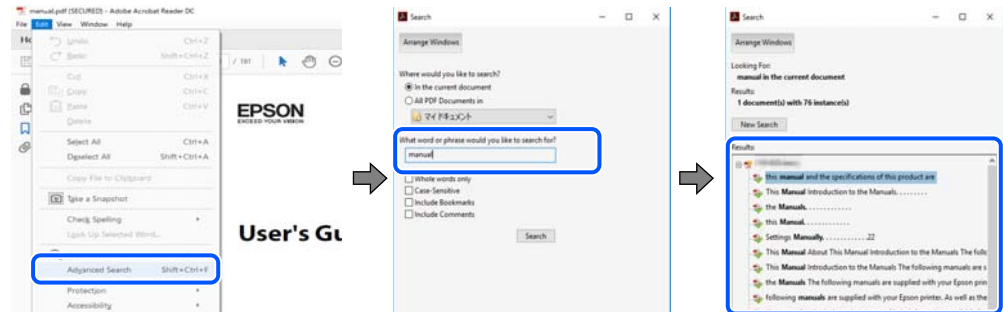 manual.pdf (SECURED) - Adobe Acrobat Reader DC
File Edit View Window Help
Undo Ctrl+Z
Shift+Ctrl+Z
Cut Ctrl+X
Copy Ctrl+C
Paste Ctrl+V
Delete
Select All Ctrl+A
Deselect All Shift+Ctrl+A
Copy File to Clipboard
Take a Snapshot
Check Spelling
Look Up Selected Word...
Advanced Search Shift+Ctrl+F
Protection
Accessibility
/ 181
EPSON
EXCEED YOUR VISION
User's Gu
Search
Arrange Windows
Where would you like to search?
In the current document
All PDF Documents in
マイ ドキュメント
What word or phrase would you like to search for?
manual
Whole words only
Case-Sensitive
Include Bookmarks
Include Comments
Search
Search
Arrange Windows
Looking For:
manual in the current document
Results:
1 document(s) with 76 instance(s)
New Search
Results:
this manual and the specifications of this product are
This Manual Introduction to the Manuals. . . . . . . . .
the Manuals. . . . . . . . . . . .
this Manual. . . . . . . . . . . .
Settings Manually. . . . . . . . . . . .22
This Manual About This Manual Introduction to the Manuals The follo
This Manual Introduction to the Manuals The following manuals are s
the Manuals The following manuals are supplied with your Epson prin
following manuals are supplied with your Epson printer. As well as the